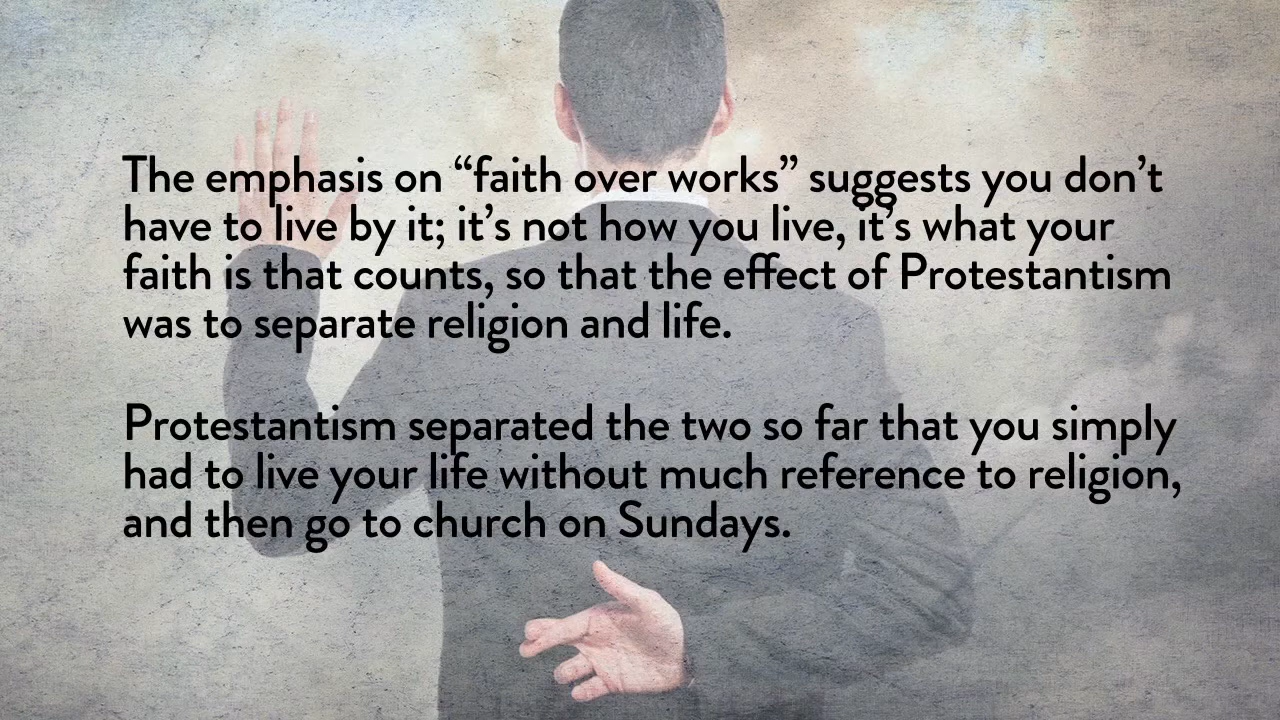 The emphasis on “faith over works” suggests you don’t
have to live by it; it’s not how you live, it’s what your
faith is that counts, so that the effect of Protestantism
was to separate religion and life.
Protestantism separated the two so far that you simply
had to live your life without much reference to religion,
and then go to church on Sundays.